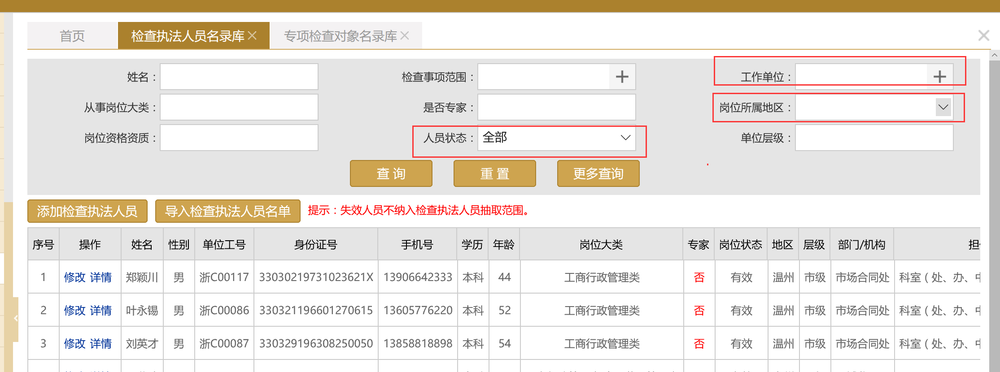 首页 检查执法人员名录库 专项检查对象名录库
姓名： 检查事项范围： 工作单位：
从事岗位大类： 是否专家： 岗位所属地区：
岗位资格资质： 人员状态： 全部 单位层级：
查 询 重 置 更多查询
添加检查执法人员 导入检查执法人员名单 提示：失效人员不纳入检查执法人员抽取范围。
序号 操作 姓名 性别 单位工号 身份证号 手机号 学历 年龄 岗位大类 专家 岗位状态 地区 层级 部门/机构 担
1 修改 详情 郑颖川 男 浙C00117 33030219731023621X 13906642333 本科 44 工商行政管理类 否 有效 温州 市级 市场合同处 科室（处、办、中
2 修改 详情 叶永锡 男 浙C00086 330321196601270615 13605776220 本科 52 工商行政管理类 否 有效 温州 市级 市场合同处 科室（处、办、中
3 修改 详情 刘英才 男 浙C00087 330329196308250050 13858818898 本科 54 工商行政管理类 否 有效 温州 市级 市场合同处 科室（处、办、中